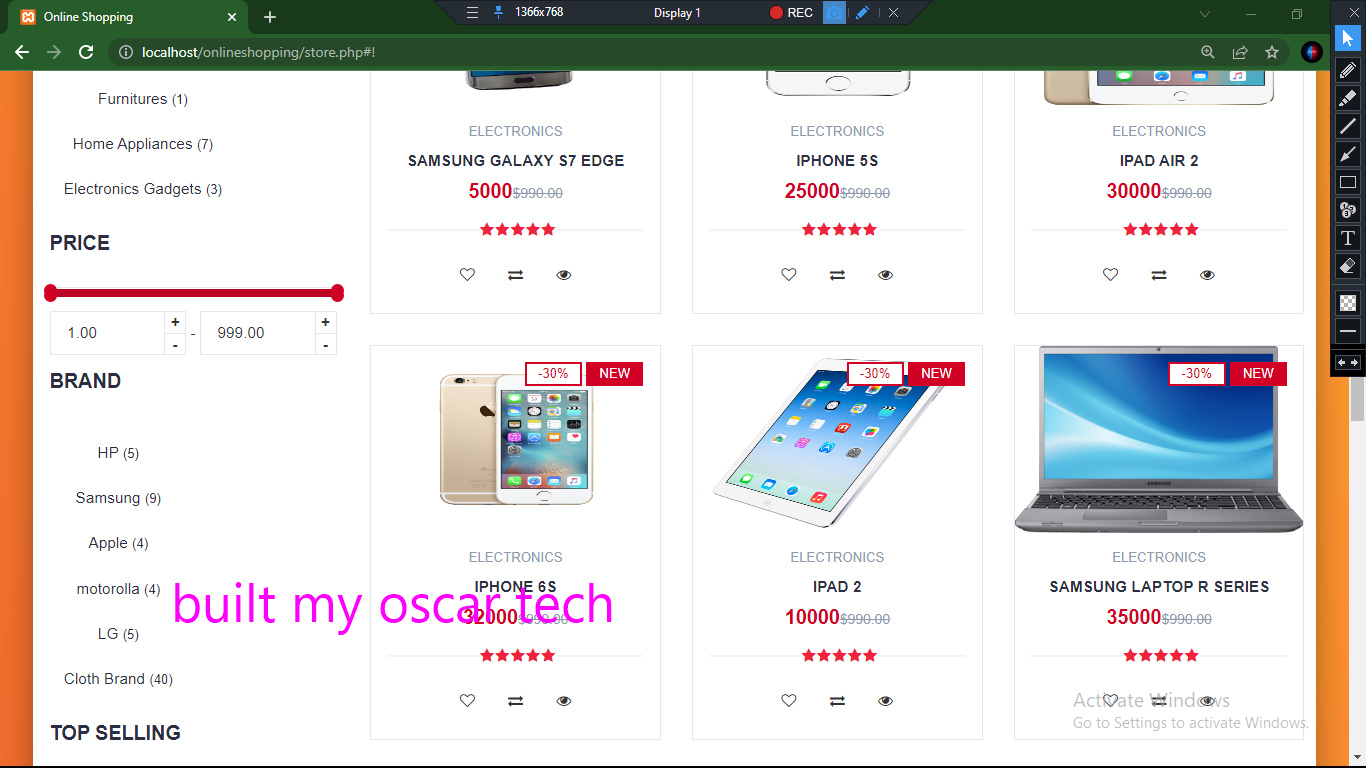 Online Shopping
1366x768
Display 1
REC
localhost/onlineshopping/store.php#!
Furnitures (1)
Home Appliances (7)
Electronics Gadgets (3)
PRICE
1.00
+
-
-
999.00
+
-
BRAND
HP (5)
Samsung (9)
Apple (4)
motorolla (4)
LG (5)
Cloth Brand (40)
TOP SELLING
ELECTRONICS
SAMSUNG GALAXY S7 EDGE
5000$990.00
ELECTRONICS
IPHONE 5S
25000$990.00
ELECTRONICS
IPAD AIR 2
30000$990.00
-30% NEW
ELECTRONICS
IPHONE 6S
32000$990.00
built my oscar tech
-30% NEW
ELECTRONICS
IPAD 2
10000$990.00
-30% NEW
SAMSUNG
ELECTRONICS
SAMSUNG LAPTOP R SERIES
35000$990.00
Activate Windows
Go to Settings to activate Windows.
T